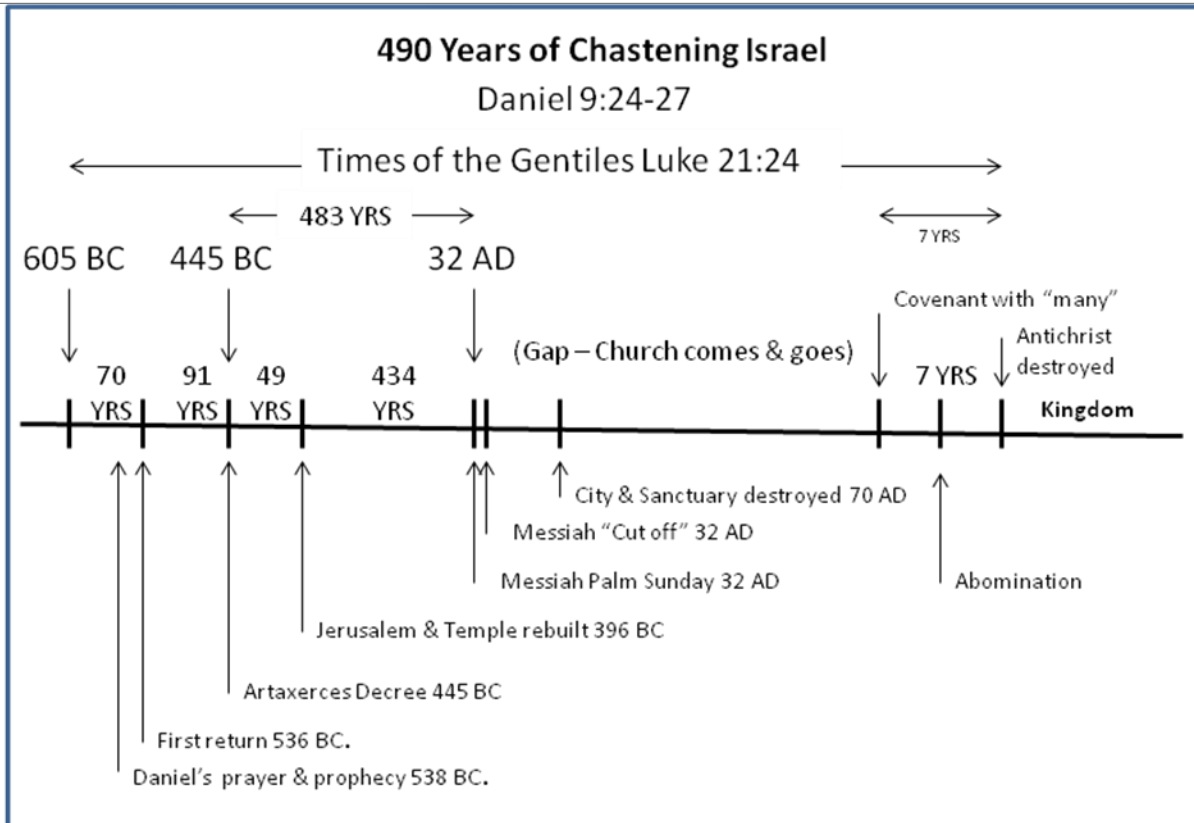 490 Years of Chastening Israel
Daniel 9:24-27
Times of the Gentiles Luke 21:24
483 YRS
7 YRS
605 BC
445 BC
32 AD
Covenant with “many”
(Gap – Church comes & goes)
Antichrist
destroyed
70
YRS
91
YRS
49
YRS
434
YRS
7 YRS
Kingdom
City & Sanctuary destroyed 70 AD
Messiah “Cut off” 32 AD
Messiah Palm Sunday 32 AD
Abomination
Jerusalem & Temple rebuilt 396 BC
Artaxerces Decree 445 BC
First return 536 BC.
Daniel’s prayer & prophecy 538 BC.